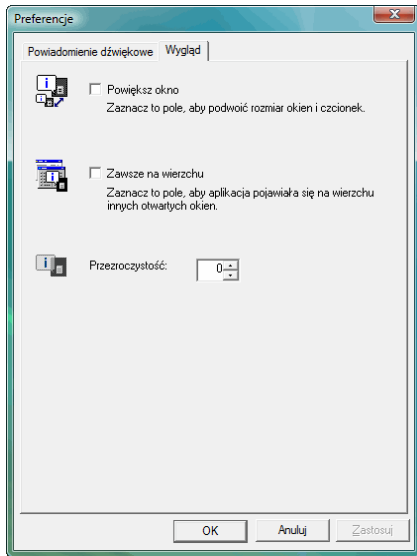 Preferencje
Powiadomienie dźwiękowe
Wygląd
Powiększ okno
Zaznacz to pole, aby podwoić rozmiar okien i czcionek.
Zawsze na wierzchu
Zaznacz to pole, aby aplikacja pojawiała się na wierzchu
innych otwartych okien.
Przezroczystość: 0
OK Anuluj Zastosuj